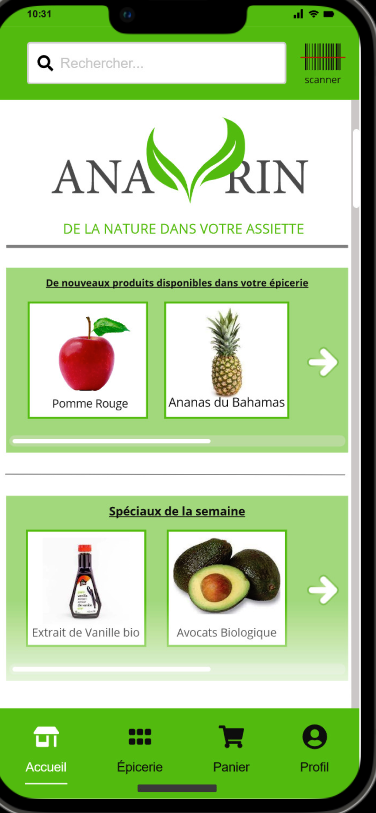 10:31
Rechercher...
scanner
ANA RIN
DE LA NATURE DANS VOTRE ASSIETTE
De nouveaux produits disponibles dans votre épicerie
Pomme Rouge
Ananas du Bahamas
Spéciaux de la semaine
Extrait de Vanille bio
Avocats Biologique
Accueil
Épicerie
Panier
Profil